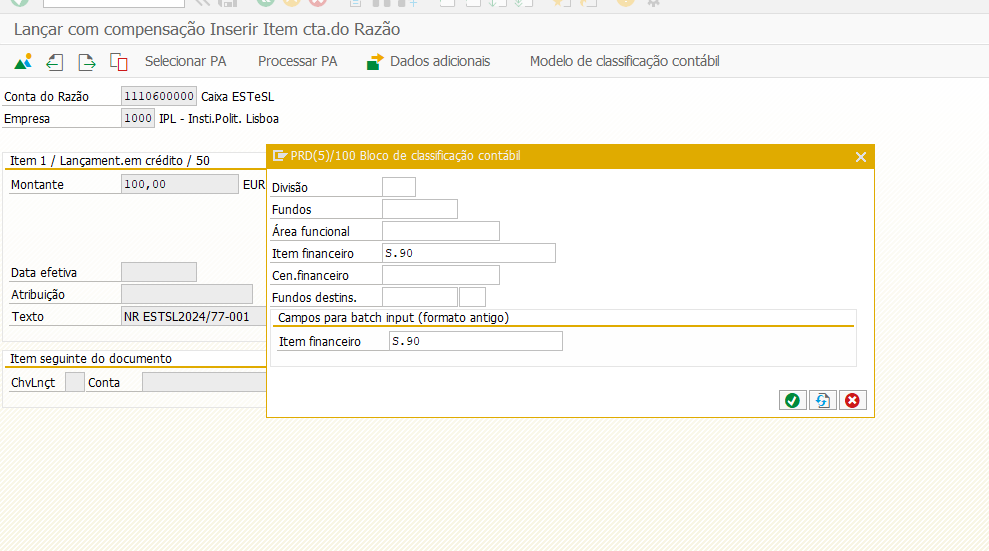 Lançar com compensação Inserir Item cta.do Razão
Selecionar PA Processar PA Dados adicionais Modelo de classificação contábil
Conta do Razão 1110600000 Caixa ESTeSL
Empresa 1000 IPL - Insti.Polit. Lisboa
Item 1 / Lançament.em crédito / 50
Montante 100,00 EUR
Data efetiva
Atribuição
Texto NR ESTSL2024/77-001
Item seguinte do documento
ChvLnçt Conta
PRD(5)/100 Bloco de classificação contábil
Divisão
Fundos
Área funcional
Item financeiro S.90
Cen.financeiro
Fundos destins.
Campos para batch input (formato antigo)
Item financeiro S.90